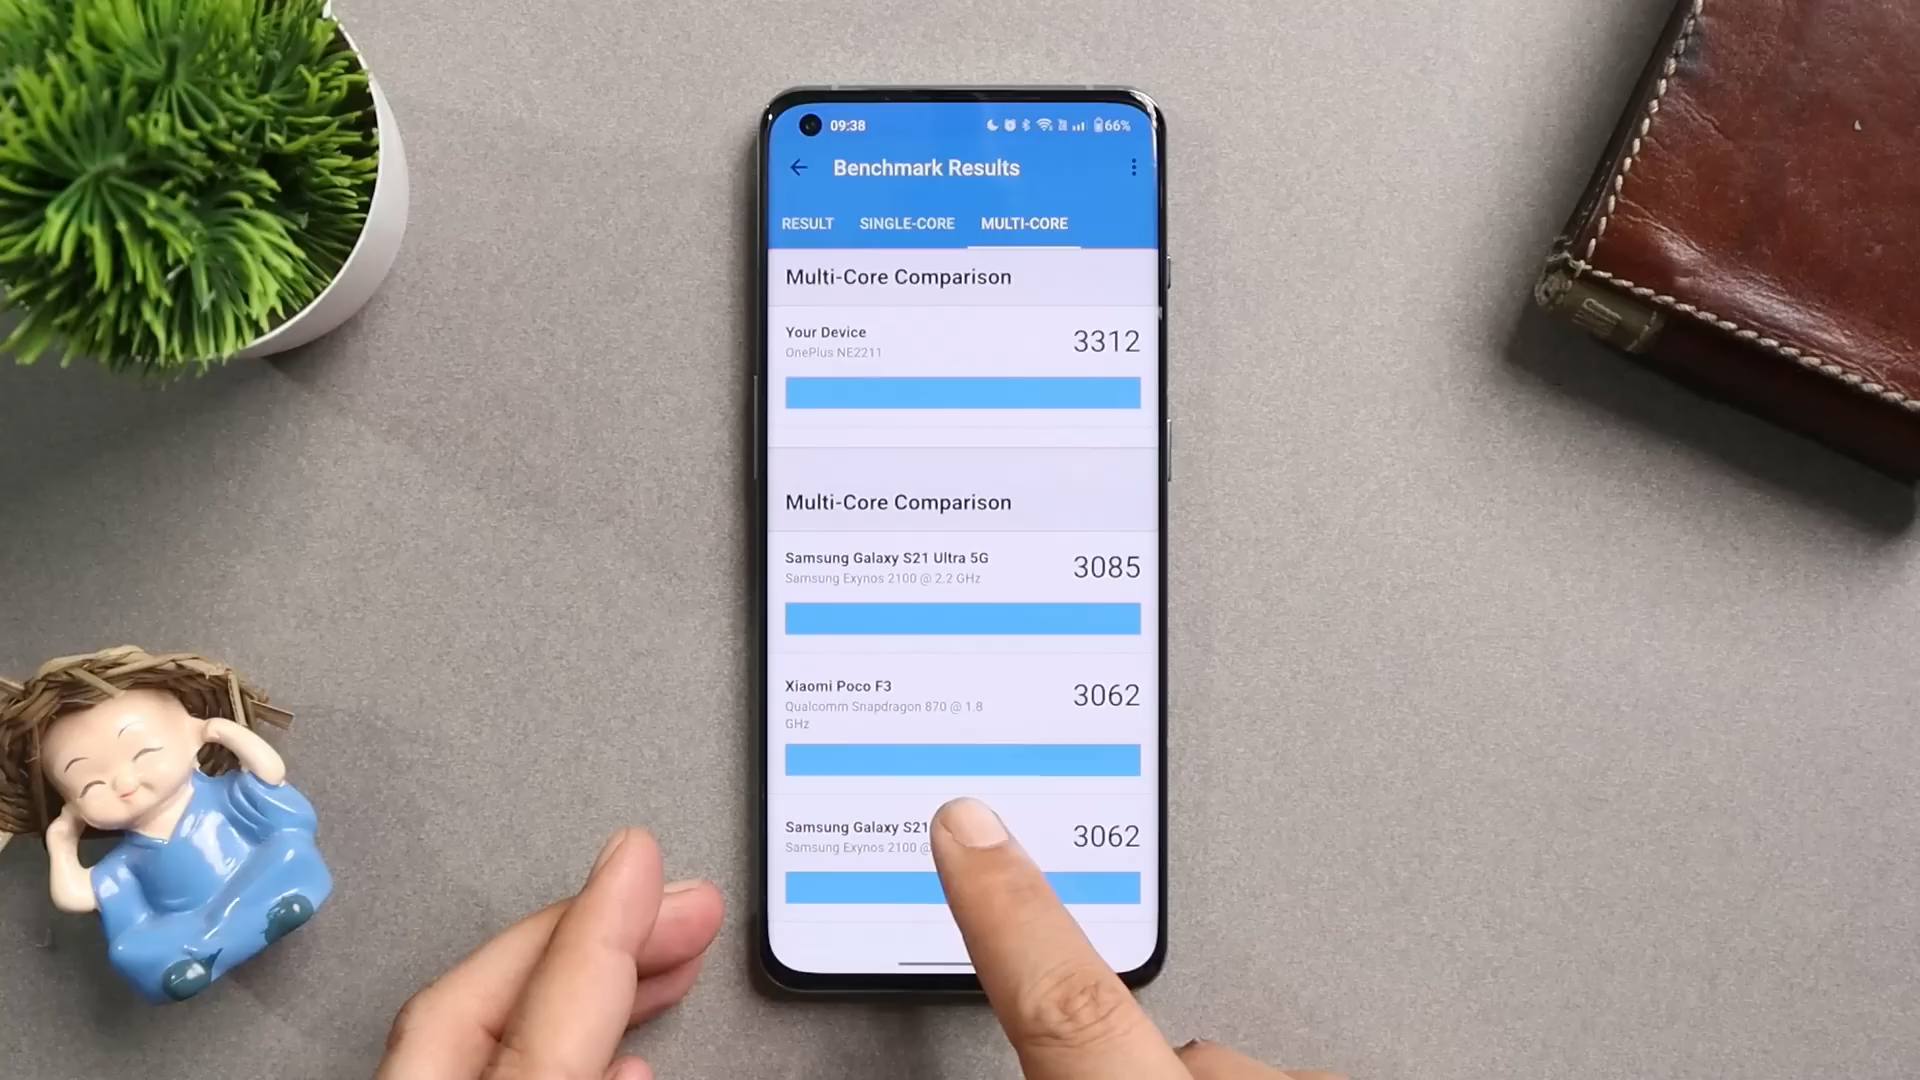 09:38
66%
Benchmark Results
RESULT SINGLE-CORE MULTI-CORE
Multi-Core Comparison
Your Device
3312
OnePlus NE2211
Multi-Core Comparison
Samsung Galaxy S21 Ultra 5G
3085
Samsung Exynos 2100 @ 2.2 GHz
Xiaomi Poco F3
3062
Qualcomm Snapdragon 870 @ 1.8
GHz
Samsung Galaxy S21
3062
Samsung Exynos 2100 @